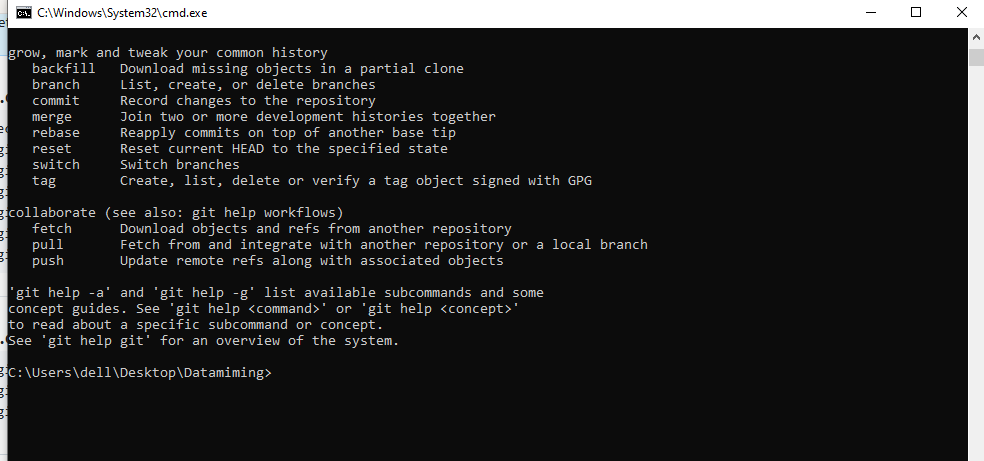 C:\Windows\System32\cmd.exe
grow, mark and tweak your common history
   backfill   Download missing objects in a partial clone
   branch     List, create, or delete branches
   commit     Record changes to the repository
   merge      Join two or more development histories together
   rebase     Reapply commits on top of another base tip
   reset      Reset current HEAD to the specified state
   switch     Switch branches
   tag        Create, list, delete or verify a tag object signed with GPG
collaborate (see also: git help workflows)
   fetch      Download objects and refs from another repository
   pull       Fetch from and integrate with another repository or a local branch
   push       Update remote refs along with associated objects
'git help -a' and 'git help -g' list available subcommands and some
concept guides. See 'git help <command>' or 'git help <concept>'
to read about a specific subcommand or concept.
See 'git help git' for an overview of the system.
C:\Users\dell\Desktop\Datamiming>